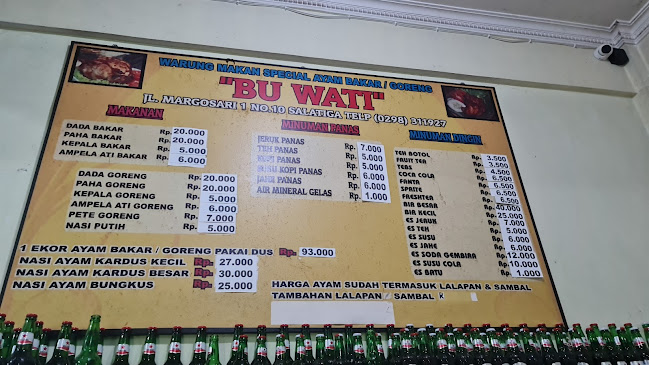 WARUNG MAKAN SPECIAL AYAM BAKAR / GORENG
"BU WATI"
JL. MARGOSARI 1 NO.10 SALATIGA TELP (0298) 311927
MAKANAN
DADA BAKAR Rp. 20.000
PAHA BAKAR Rp. 20.000
KEPALA BAKAR Rp. 5.000
AMPELA ATI BAKAR Rp. 6.000
DADA GORENG Rp. 20.000
PAHA GORENG Rp. 20.000
KEPALA GORENG Rp. 5.000
AMPELA ATI GORENG Rp. 6.000
PETE GORENG Rp. 7.000
NASI PUTIH Rp. 5.000
MINUMAN PANAS
JERUK PANAS Rp. 7.000
TEH PANAS Rp. 5.000
KOPI PANAS Rp. 5.000
SUSU KOPI PANAS Rp. 6.000
JAHE PANAS Rp. 6.000
AIR MINERAL GELAS Rp. 1.000
MINUMAN DINGIN
TEH BOTOL Rp. 3.500
FRUIT TEA Rp. 3.500
TEBS Rp. 4.500
COCA COLA Rp. 6.500
FANTA Rp. 6.500
SPRITE Rp. 6.500
FRESHTEA Rp. 6.500
BIR BESAR Rp. 40.000
BIR KECIL Rp. 25.000
ES JERUK Rp. 7.000
ES TEH Rp. 5.000
ES SUSU Rp. 6.000
ES JAHE Rp. 6.000
ES SODA GEMBIRA Rp. 12.000
ES SUSU COLA Rp. 10.000
ES BATU Rp. 1.000
1 EKOR AYAM BAKAR / GORENG PAKAI DUS Rp. 93.000
NASI AYAM KARDUS KECIL Rp. 27.000
NASI AYAM KARDUS BESAR Rp. 30.000
NASI AYAM BUNGKUS Rp. 25.000
HARGA AYAM SUDAH TERMASUK LALAPAN & SAMBAL
TAMBAHAN LALAPAN / SAMBAL